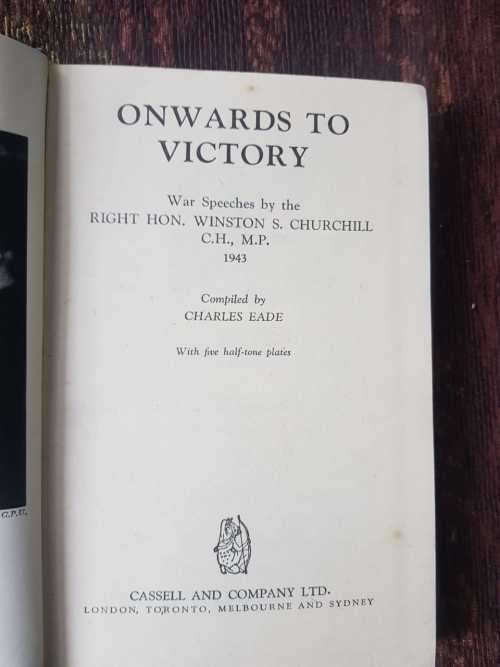 ONWARDS TO
VICTORY
War Speeches by the
RIGHT HON. WINSTON S. CHURCHILL
C.H., M.P.
1943
Compiled by
CHARLES EADE
With five half-tone plates
G.P.U.
CASSELL AND COMPANY LTD.
LONDON, TORONTO, MELBOURNE AND SYDNEY